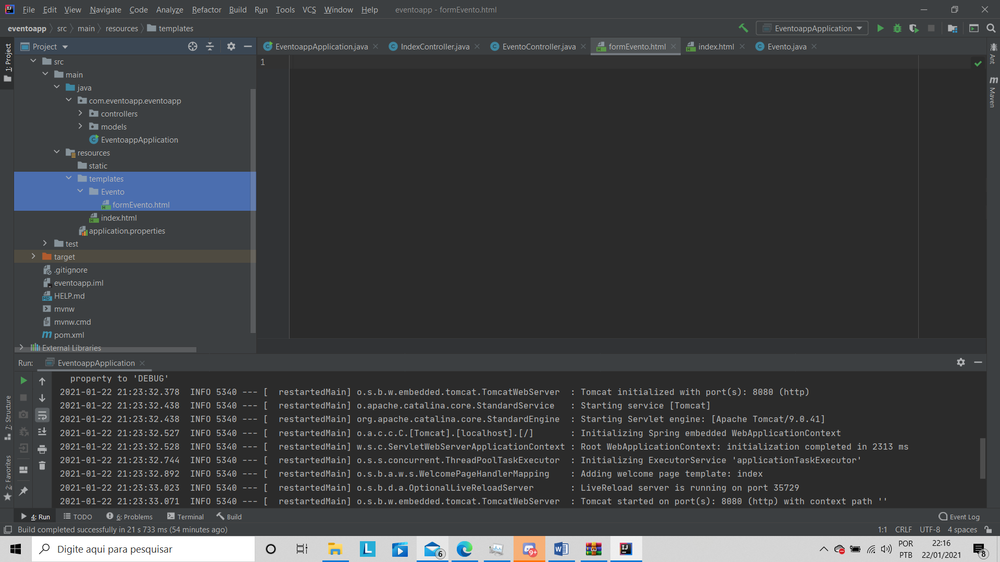 File Edit View Navigate Code Analyze Refactor Build Run Tools VCS Window Help eventoapp - formEvento.html
eventoapp src main resources templates
EventoappApplication
1: Project
Project
EventoappApplication.java IndexController.java EventoController.java formEvento.html index.html Evento.java
src
main
java
com.eventoapp.eventoapp
controllers
models
EventoappApplication
resources
static
templates
Evento
formEvento.html
index.html
application.properties
test
target
.gitignore
eventoapp.iml
HELP.md
mvnw
mvnw.cmd
pom.xml
External Libraries
1
Ant
Maven
Run: EventoappApplication
property to 'DEBUG'
2021-01-22 21:23:32.378 INFO 5340 --- [ restartedMain] o.s.b.w.embedded.tomcat.TomcatWebServer : Tomcat initialized with port(s): 8080 (http)
2021-01-22 21:23:32.438 INFO 5340 --- [ restartedMain] o.apache.catalina.core.StandardService : Starting service [Tomcat]
2021-01-22 21:23:32.438 INFO 5340 --- [ restartedMain] org.apache.catalina.core.StandardEngine : Starting Servlet engine: [Apache Tomcat/9.0.41]
2021-01-22 21:23:32.527 INFO 5340 --- [ restartedMain] o.a.c.c.C.[Tomcat].[localhost].[/] : Initializing Spring embedded WebApplicationContext
2021-01-22 21:23:32.528 INFO 5340 --- [ restartedMain] w.s.c.ServletWebServerApplicationContext : Root WebApplicationContext: initialization completed in 2313 ms
2021-01-22 21:23:32.744 INFO 5340 --- [ restartedMain] o.s.s.concurrent.ThreadPoolTaskExecutor : Initializing ExecutorService 'applicationTaskExecutor'
2021-01-22 21:23:32.892 INFO 5340 --- [ restartedMain] o.s.b.a.w.s.WelcomePageHandlerMapping : Adding welcome page template: index
2021-01-22 21:23:33.023 INFO 5340 --- [ restartedMain] o.s.b.d.a.OptionalLiveReloadServer : LiveReload server is running on port 35729
2021-01-22 21:23:33.071 INFO 5340 --- [ restartedMain] o.s.b.w.embedded.tomcat.TomcatWebServer : Tomcat started on port(s): 8080 (http) with context path ''
7: Structure
2: Favorites
4: Run TODO 6: Problems Terminal Build Event Log
Build completed successfully in 21 s 733 ms (54 minutes ago) 1:1 CRLF UTF-8 4 spaces
Digite aqui para pesquisar
L
6
9+
W
IJ
POR
PTB
22:16
22/01/2021
8